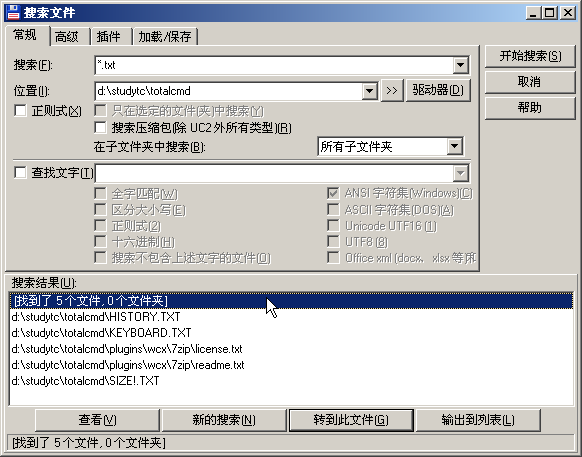 搜索文件
常规 高级 插件 加载/保存
搜索(F): *.txt 开始搜索(S)
位置(I): d:\studytc\totalcmd >> 驱动器(D) 取消
正则式(X) 只在选定的文件(夹)中搜索(Y) 帮助
搜索压缩包(除 UC2 外所有类型)(R)
在子文件夹中搜索(B): 所有子文件夹
查找文字(T)
全字匹配(W) ANSI 字符集(Windows)(C)
区分大小写(E) ASCII 字符集(DOS)(A)
正则式(2) Unicode UTF16 (1)
十六进制(H) UTF8 (8)
搜索不包含上述文字的文件(O) Office xml (docx、xlsx 等)
搜索结果(U):
[找到了 5 个文件, 0 个文件夹]
d:\studytc\totalcmd\HISTORY.TXT
d:\studytc\totalcmd\KEYBOARD.TXT
d:\studytc\totalcmd\plugins\wcx\7zip\license.txt
d:\studytc\totalcmd\plugins\wcx\7zip\readme.txt
d:\studytc\totalcmd\SIZE!.TXT
查看(V) 新的搜索(N) 转到此文件(G) 输出到列表(L)
[找到了 5 个文件, 0 个文件夹]